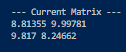 --- Current Matrix ---
8.81355 9.99781
9.817 8.24662